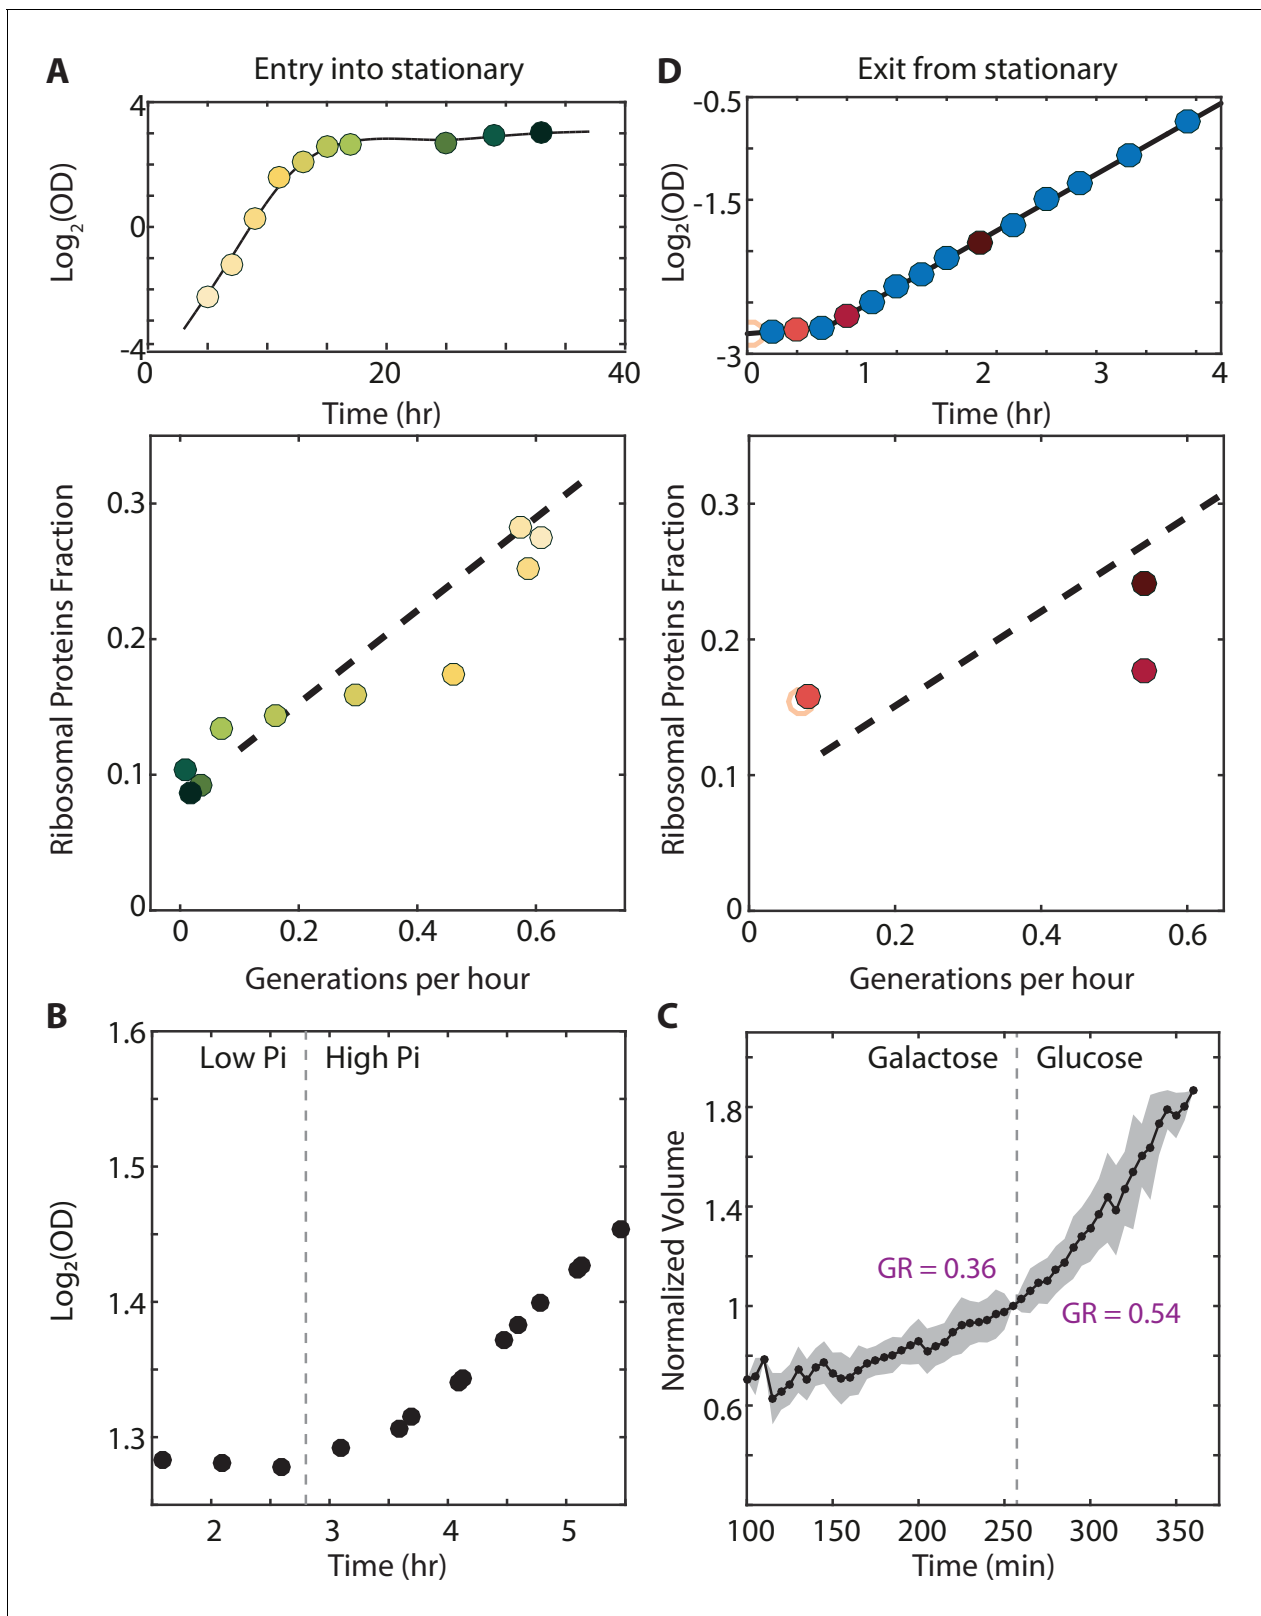 A
Entry into stationary
4
0
-4
Log₂(OD)
0
20
40
Time (hr)
0.3
0.2
0.1
0
Ribosomal Proteins Fraction
0
0.2
0.4
0.6
Generations per hour
D
Exit from stationary
-0.5
-1.5
-3
Log₂(OD)
0
1
2
3
4
Time (hr)
0.3
0.2
0.1
0
Ribosomal Proteins Fraction
0
0.2
0.4
0.6
Generations per hour
B
Low Pi
High Pi
1.6
1.5
1.4
1.3
Log₂(OD)
2
3
4
5
Time (hr)
C
Galactose
Glucose
1.8
1.4
1
0.6
Normalized Volume
GR = 0.36
GR = 0.54
100
150
200
250
300
350
Time (min)